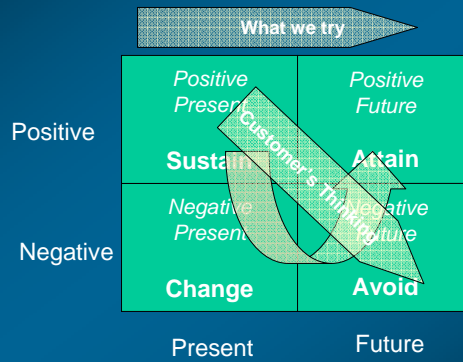 What we try
Positive
Present
Sustain
Positive
Future
Attain
Positive
Customer's Thinking
Negative
Present
Change
Negative
Future
Avoid
Negative
Present
Future